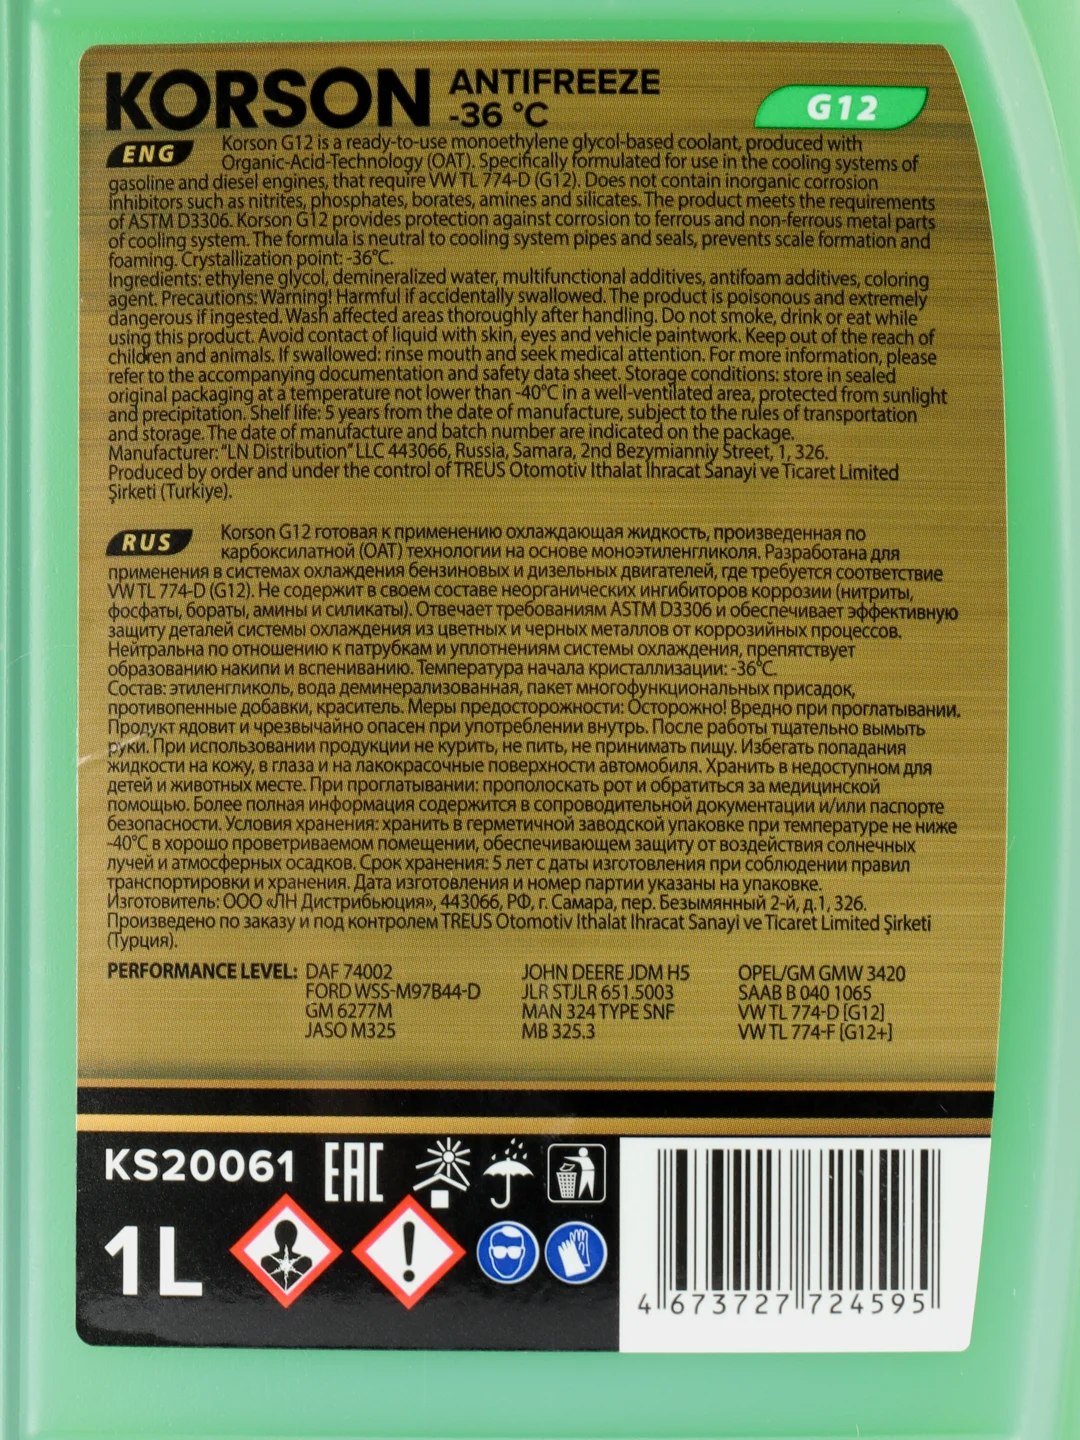 KORSON ANTIFREEZE
-36 °C
G12
ENG
Korson G12 is a ready-to-use monoethylene glycol-based coolant, produced with
Organic-Acid-Technology (OAT). Specifically formulated for use in the cooling systems of
gasoline and diesel engines, that require VW TL 774-D (G12). Does not contain inorganic corrosion
inhibitors such as nitrites, phosphates, borates, amines and silicates. The product meets the requirements
of ASTM D3306. Korson G12 provides protection against corrosion to ferrous and non-ferrous metal parts
of cooling system. The formula is neutral to cooling system pipes and seals, prevents scale formation and
foaming. Crystallization point: -36°C.
Ingredients: ethylene glycol, demineralized water, multifunctional additives, antifoam additives, coloring
agent. Precautions: Warning! Harmful if accidentally swallowed. The product is poisonous and extremely
dangerous if ingested. Wash affected areas thoroughly after handling. Do not smoke, drink or eat while
using this product. Avoid contact of liquid with skin, eyes and vehicle paintwork. Keep out of the reach of
children and animals. If swallowed: rinse mouth and seek medical attention. For more information, please
refer to the accompanying documentation and safety data sheet. Storage conditions: store in sealed
original packaging at a temperature not lower than -40°C in a well-ventilated area, protected from sunlight
and precipitation. Shelf life: 5 years from the date of manufacture, subject to the rules of transportation
and storage. The date of manufacture and batch number are indicated on the package.
Manufacturer: "LN Distribution" LLC 443066, Russia, Samara, 2nd Bezymianniy Street, 1, 326.
Produced by order and under the control of TREUS Otomotiv Ithalat Ihracat Sanayi ve Ticaret Limited
Şirketi (Turkiye).
RUS
Korson G12 готовая к применению охлаждающая жидкость, произведенная по
карбоксилатной (OAT) технологии на основе моноэтиленгликоля. Разработана для
применения в системах охлаждения бензиновых и дизельных двигателей, где требуется соответствие
VW TL 774-D (G12). Не содержит в своем составе неорганических ингибиторов коррозии (нитриты,
фосфаты, бораты, амины и силикаты). Отвечает требованиям ASTM D3306 и обеспечивает эффективную
защиту деталей системы охлаждения из цветных и черных металлов от коррозийных процессов.
Нейтральна по отношению к патрубкам и уплотнениям системы охлаждения, препятствует
образованию накипи и вспениванию. Температура начала кристаллизации: -36°C.
Состав: этиленгликоль, вода деминерализованная, пакет многофункциональных присадок,
противопенные добавки, краситель. Меры предосторожности: Осторожно! Вредно при проглатывании.
Продукт ядовит и чрезвычайно опасен при употреблении внутрь. После работы тщательно вымыть
руки. При использовании продукции не курить, не пить, не принимать пищу. Избегать попадания
жидкости на кожу, в глаза и на лакокрасочные поверхности автомобиля. Хранить в недоступном для
детей и животных месте. При проглатывании: прополоскать рот и обратиться за медицинской
помощью. Более полная информация содержится в сопроводительной документации и/или паспорте
безопасности. Условия хранения: хранить в герметичной заводской упаковке при температуре не ниже
-40°C в хорошо проветриваемом помещении, обеспечивающем защиту от воздействия солнечных
лучей и атмосферных осадков. Срок хранения: 5 лет с даты изготовления при соблюдении правил
транспортировки и хранения. Дата изготовления и номер партии указаны на упаковке.
Изготовитель: ООО «ЛН Дистрибьюция», 443066, РФ, г. Самара, пер. Безымянный 2-й, д.1, 326.
Произведено по заказу и под контролем TREUS Otomotiv Ithalat Ihracat Sanayi ve Ticaret Limited Şirketi
(Турция).
PERFORMANCE LEVEL: DAF 74002 JOHN DEERE JDM H5 OPEL/GM GMW 3420
FORD WSS-M97B44-D JLR STJLR 651.5003 SAAB B 040 1065
GM 6277M MAN 324 TYPE SNF VW TL 774-D [G12]
JASO M325 MB 325.3 VW TL 774-F [G12+]
KS20061 EAC
1L
4 673727 724595